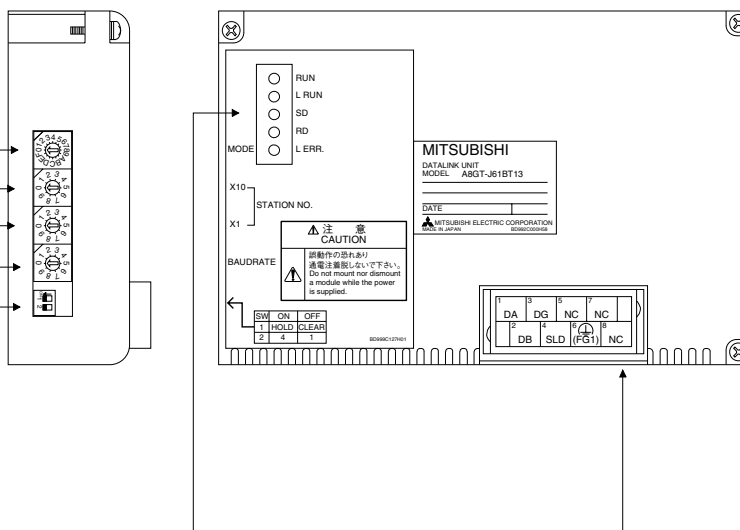 RUN
L RUN
SD
RD
MODE
L ERR.
X10
STATION NO.
X1
BAUDRATE
注 意
CAUTION
誤動作の恐れあり
通電注着脱しないで下さい。
Do not mount nor dismount
a module while the power
is supplied.
SW ON OFF
1 HOLD CLEAR
2 4 1
BD988C127H01
MITSUBISHI
DATALINK UNIT
MODEL A8GT-J61BT13
DATE
MITSUBISHI ELECTRIC CORPORATION
MADE IN JAPAN
1 3 5 7
DA DG NC NC
2 4 6 8
DB SLD (FG1) NC